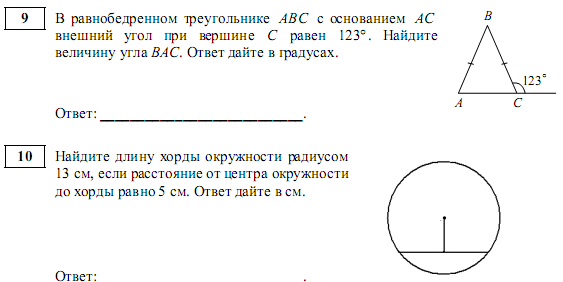 9 В равнобедренном треугольнике ABC с основанием AC
внешний угол при вершине C равен 123°. Найдите
величину угла BAC. Ответ дайте в градусах.
B
123°
A
C
Ответ: ___________________________.
10 Найдите длину хорды окружности радиусом
13 см, если расстояние от центра окружности
до хорды равно 5 см. Ответ дайте в см.
Ответ: ___________________________.